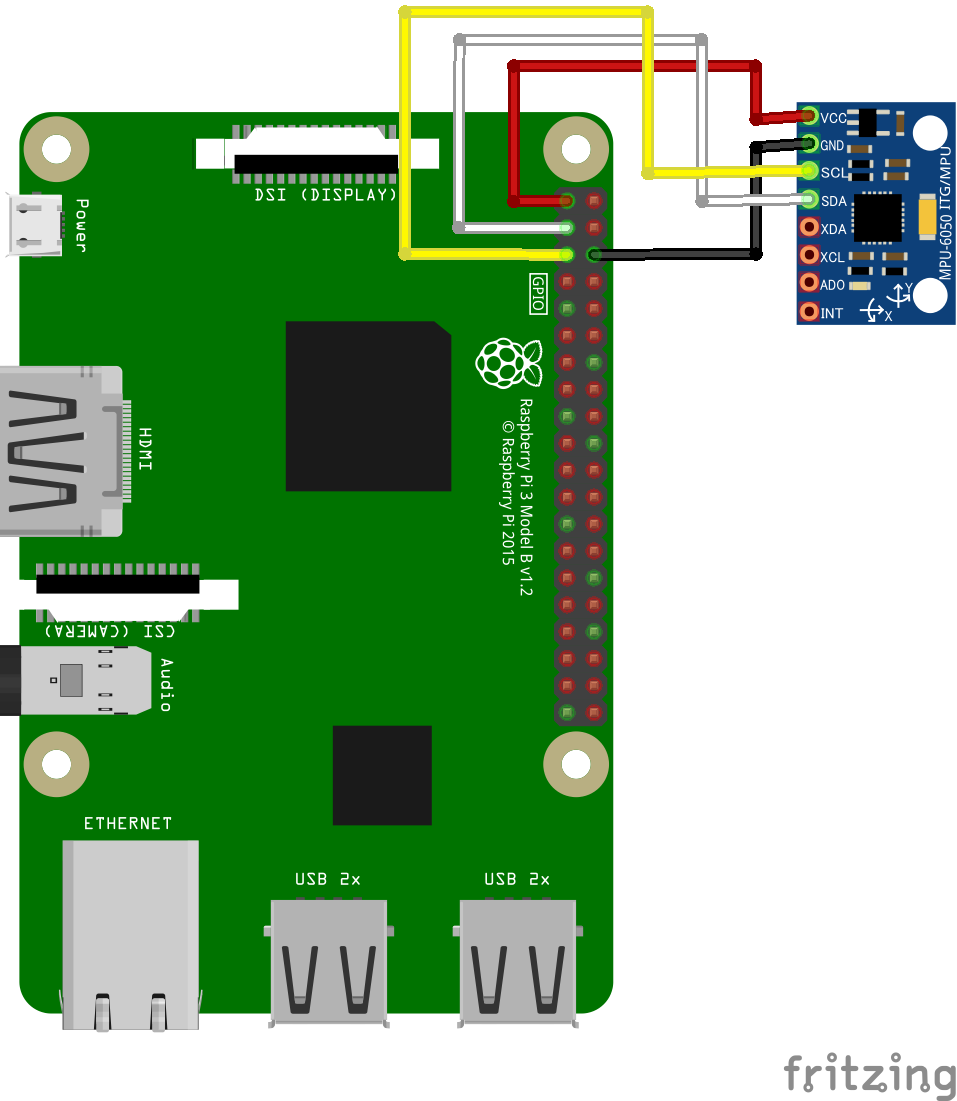 DSI (DISPLAY)
Power
VCC
GND
SCL
SDA
XDA
XCL
ADO
INT
MPU-6050 ITG/MPU
Y
X
GPIO
HDMI
Raspberry Pi 3 Model B v1.2
© Raspberry Pi 2015
CSI (CAMERA)
Audio
ETHERNET
USB 2x
USB 2x
fritzing